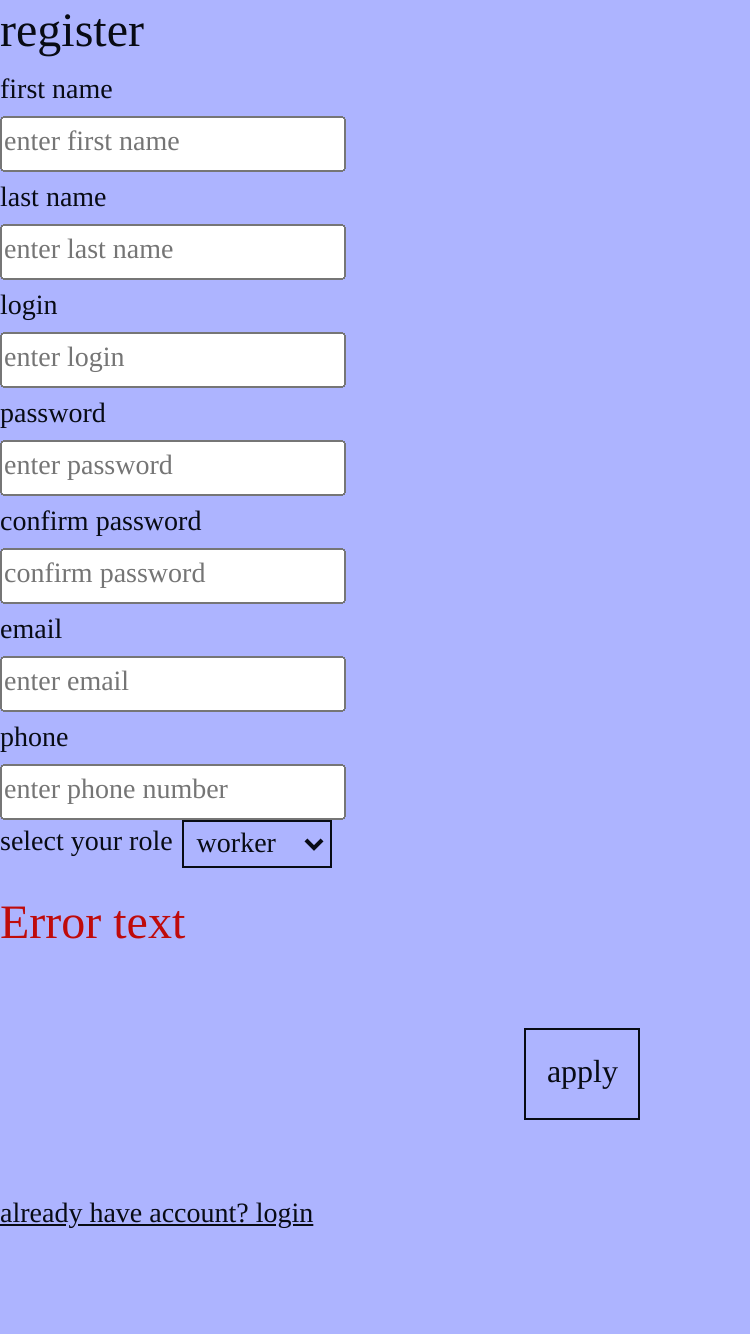 register
first name
enter first name
last name
enter last name
login
enter login
password
enter password
confirm password
confirm password
email
enter email
phone
enter phone number
select your role worker
Error text
apply
already have account? login